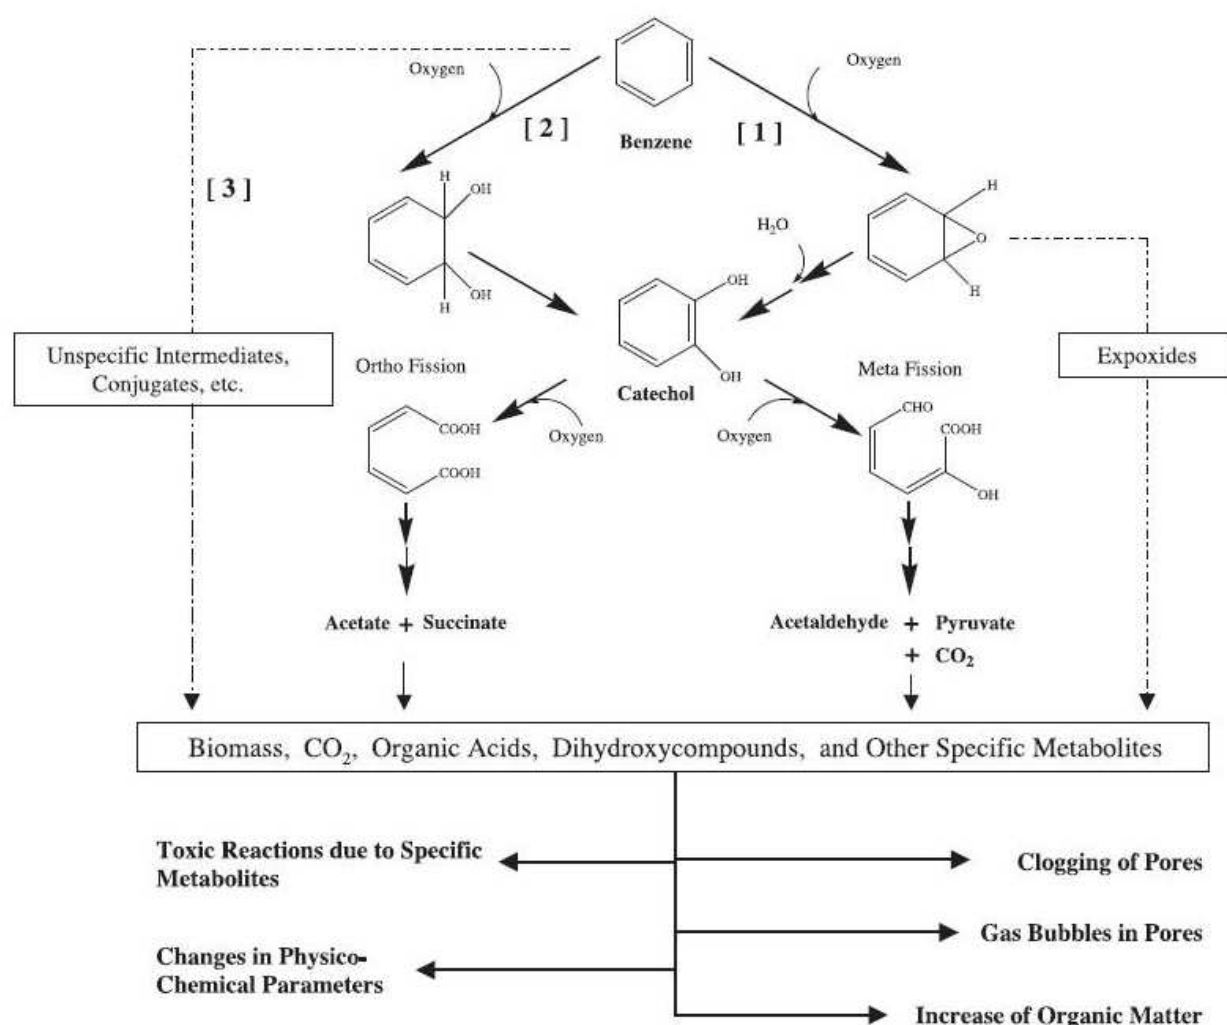 Oxygen
Oxygen
[ 2 ]
[ 1 ]
Benzene
[ 3 ]
H
OH
H
H₂O
O
OH
H
H
OH
Unspecific Intermediates,
Conjugates, etc.
Expoxides
Ortho Fission
Meta Fission
OH
Catechol
CHO
COOH
Oxygen
Oxygen
COOH
COOH
OH
Acetate + Succinate
Acetaldehyde + Pyruvate
+ CO₂
Biomass, CO₂, Organic Acids, Dihydroxycompounds, and Other Specific Metabolites
Toxic Reactions due to Specific
Metabolites
Clogging of Pores
Gas Bubbles in Pores
Changes in Physico-
Chemical Parameters
Increase of Organic Matter